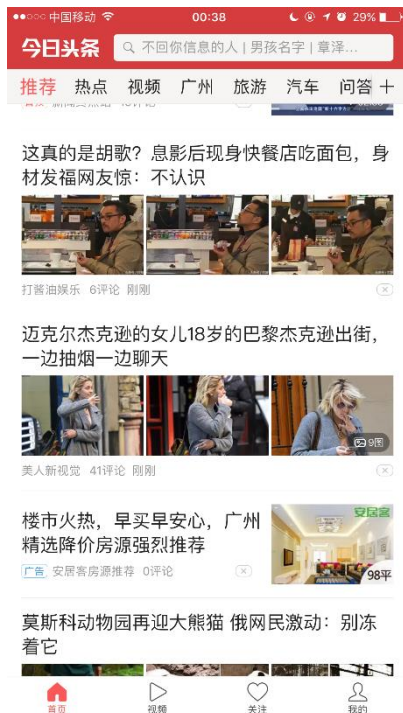 中国移动 00:38 29%
今日头条 不回你信息的人 | 男孩名字 | 章泽...
推荐 热点 视频 广州 旅游 汽车 问答 +
这真的是胡歌？息影后现身快餐店吃面包，身
材发福网友惊：不认识
打酱油娱乐 6评论 刚刚
迈克尔杰克逊的女儿18岁的巴黎杰克逊出街，
一边抽烟一边聊天
9图
美人新视觉 41评论 刚刚
楼市火热，早买早安心，广州
精选降价房源强烈推荐
安居客
98平
广告 安居客房源推荐 0评论
莫斯科动物园再迎大熊猫 俄网民激动：别冻
着它
首页 视频 关注 我的